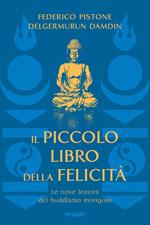 FEDERICO PISTONE
DELGERMURUN DAMDIN
IL PICCOLO
LIBRO
DELLA FELICITÀ
Le nove lezioni
del buddismo mongolo
PIEMME